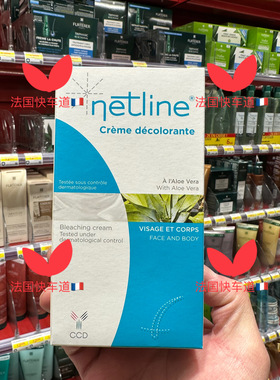 FURTERER
法国快车道🇫🇷
法国快车道🇫🇷
netline®
Crème décolorante
À l'Aloe Vera
With Aloe Vera
Testée sous contrôle
dermatologique
Bleaching cream
Tested under
dermatological control
VISAGE ET CORPS
FACE AND BODY
法国快车道🇫🇷
法国快车道🇫🇷
CCD